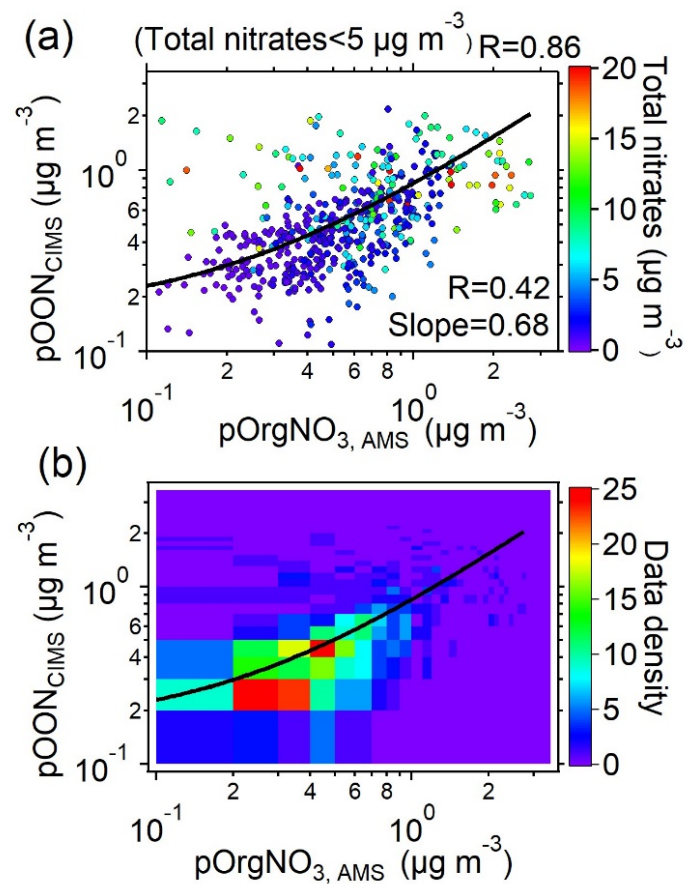 (a)
(Total nitrates<5 µg m⁻³) R=0.86
pOON_CIMS (µg m⁻³)
2
10⁰
6
4
2
10⁻¹
R=0.42
Slope=0.68
10⁻¹ 2 4 6 8 10⁰ 2
pOrgNO₃, AMS (µg m⁻³)
20
15
10
5
0
Total nitrates (µg m⁻³)
(b)
pOON_CIMS (µg m⁻³)
2
10⁰
6
4
2
10⁻¹
10⁻¹ 2 4 6 8 10⁰ 2
pOrgNO₃, AMS (µg m⁻³)
25
20
15
10
5
0
Data density